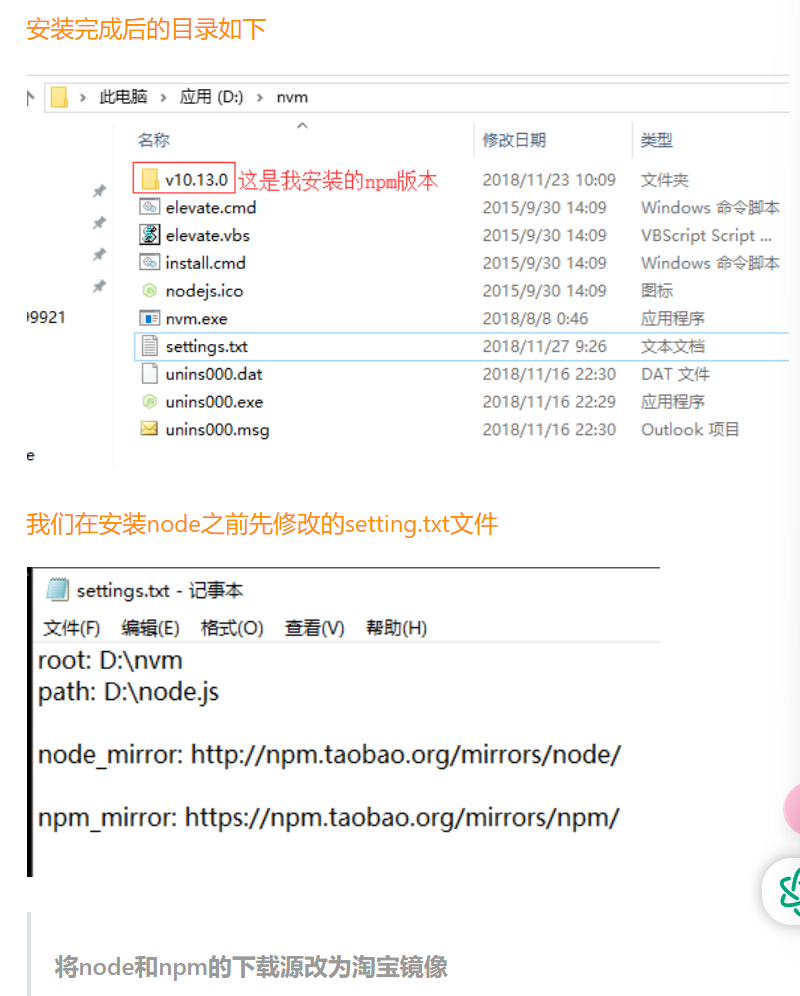 安装完成后的目录如下
此电脑 › 应用 (D:) › nvm
名称 修改日期 类型
v10.13.0 这是我安装的npm版本 2018/11/23 10:09 文件夹
elevate.cmd 2015/9/30 14:09 Windows 命令脚本
elevate.vbs 2015/9/30 14:09 VBScript Script ...
install.cmd 2015/9/30 14:09 Windows 命令脚本
nodejs.ico 2015/9/30 14:09 图标
99921 nvm.exe 2018/8/8 0:46 应用程序
settings.txt 2018/11/27 9:26 文本文档
unins000.dat 2018/11/16 22:30 DAT 文件
unins000.exe 2018/11/16 22:29 应用程序
unins000.msg 2018/11/16 22:30 Outlook 项目
e
我们在安装node之前先修改的setting.txt文件
settings.txt - 记事本
文件(F) 编辑(E) 格式(O) 查看(V) 帮助(H)
root: D:\nvm
path: D:\node.js
node_mirror: http://npm.taobao.org/mirrors/node/
npm_mirror: https://npm.taobao.org/mirrors/npm/
将node和npm的下载源改为淘宝镜像